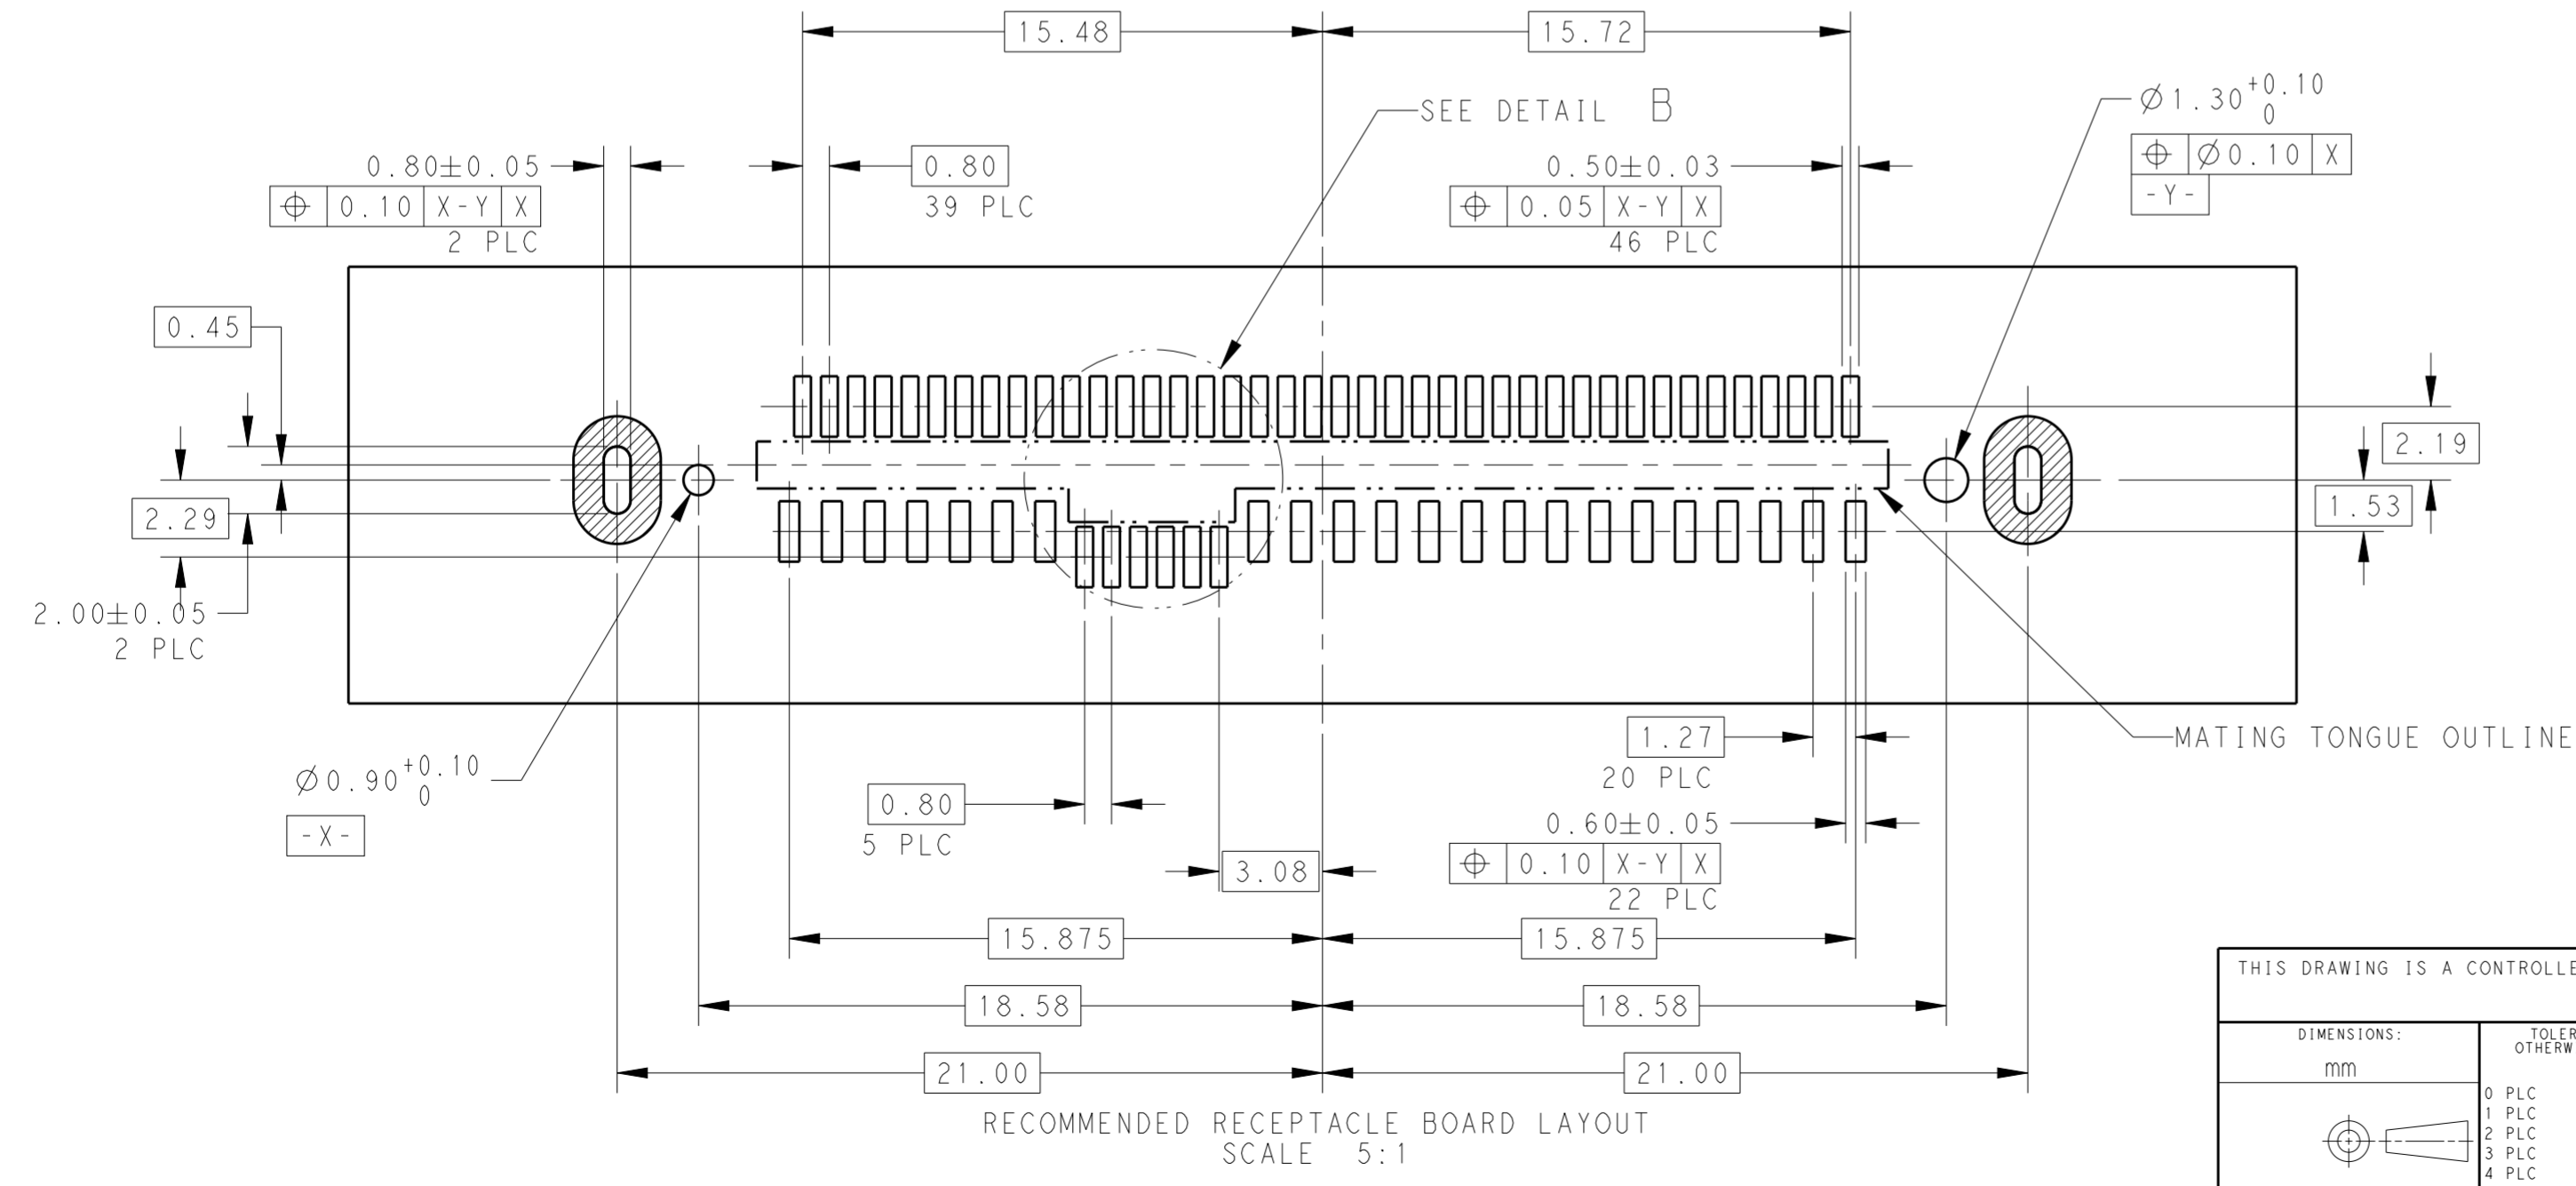 15.48
15.72
SEE DETAIL B
Ø1.30 +0.10 0
⌖ Ø0.10 X
-Y-
0.80±0.05
⌖ 0.10 X-Y X
2 PLC
0.80
39 PLC
0.50±0.03
⌖ 0.05 X-Y X
46 PLC
0.45
2.19
2.29
1.53
2.00±0.05
2 PLC
MATING TONGUE OUTLINE
Ø0.90 +0.10 0
-X-
1.27
20 PLC
0.80
5 PLC
0.60±0.05
⌖ 0.10 X-Y X
22 PLC
3.08
15.875
15.875
18.58
18.58
21.00
21.00
RECOMMENDED RECEPTACLE BOARD LAYOUT
SCALE 5:1
THIS DRAWING IS A CONTROLLE
DIMENSIONS:
mm
TOLER
OTHERW
0 PLC
1 PLC
2 PLC
3 PLC
4 PLC